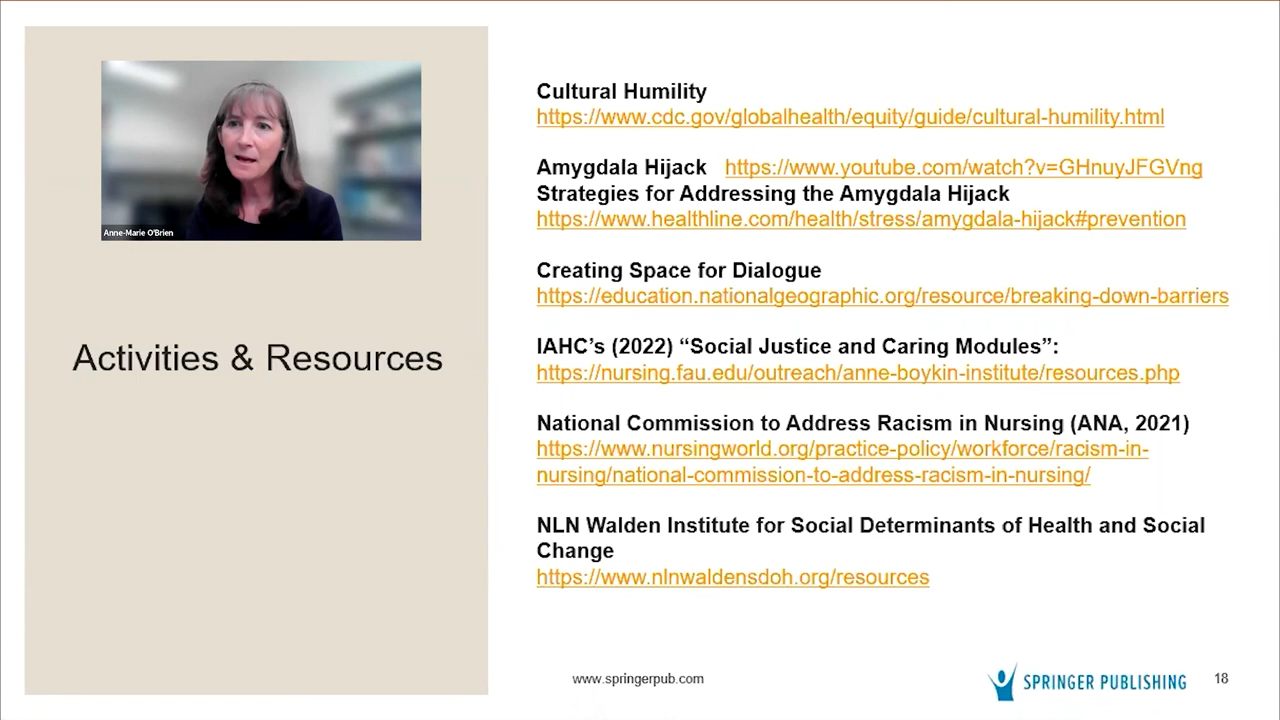 Anne-Marie O'Brien
Activities & Resources
Cultural Humility
https://www.cdc.gov/globalhealth/equity/guide/cultural-humility.html
Amygdala Hijack https://www.youtube.com/watch?v=GHnuyJFGVng
Strategies for Addressing the Amygdala Hijack
https://www.healthline.com/health/stress/amygdala-hijack#prevention
Creating Space for Dialogue
https://education.nationalgeographic.org/resource/breaking-down-barriers
IAHC’s (2022) “Social Justice and Caring Modules”:
https://nursing.fau.edu/outreach/anne-boykin-institute/resources.php
National Commission to Address Racism in Nursing (ANA, 2021)
https://www.nursingworld.org/practice-policy/workforce/racism-in-
nursing/national-commission-to-address-racism-in-nursing/
NLN Walden Institute for Social Determinants of Health and Social
Change
https://www.nlnwaldensdoh.org/resources
www.springerpub.com
SPRINGER PUBLISHING
18